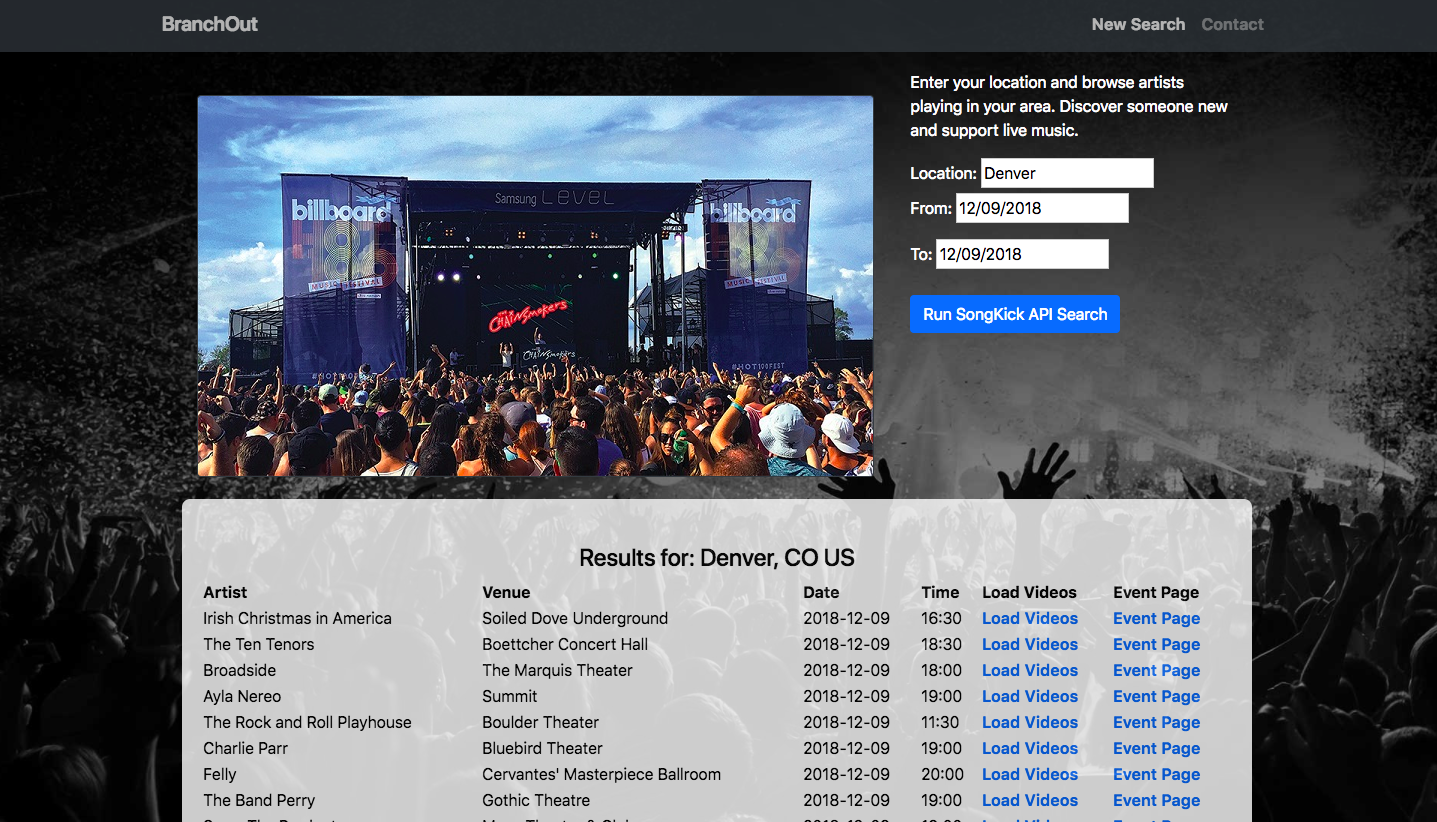 BranchOut
New Search Contact
Enter your location and browse artists
playing in your area. Discover someone new
and support live music.
Location: Denver
From: 12/09/2018
To: 12/09/2018
Run SongKick API Search
Samsung LEVEL
billboard
billboard
MUSIC FESTIVAL
MUSIC FESTIVAL
THE
CHAINSMOKERS
CHAINSMOKERS
#HOT100FEST
#HOT100FEST
Results for: Denver, CO US
Artist Venue Date Time Load Videos Event Page
Irish Christmas in America Soiled Dove Underground 2018-12-09 16:30 Load Videos Event Page
The Ten Tenors Boettcher Concert Hall 2018-12-09 18:30 Load Videos Event Page
Broadside The Marquis Theater 2018-12-09 18:00 Load Videos Event Page
Ayla Nereo Summit 2018-12-09 19:00 Load Videos Event Page
The Rock and Roll Playhouse Boulder Theater 2018-12-09 11:30 Load Videos Event Page
Charlie Parr Bluebird Theater 2018-12-09 19:00 Load Videos Event Page
Felly Cervantes' Masterpiece Ballroom 2018-12-09 20:00 Load Videos Event Page
The Band Perry Gothic Theatre 2018-12-09 19:00 Load Videos Event Page